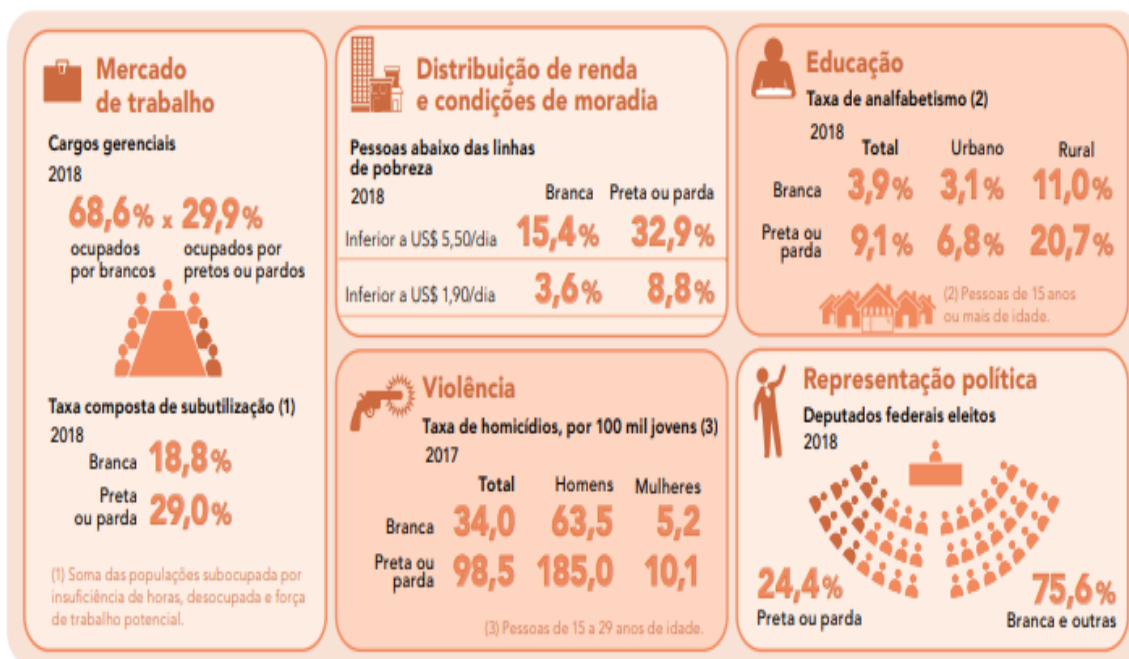 Mercado
de trabalho
Cargos gerenciais
2018
68,6% x 29,9%
ocupados
por brancos
ocupados por
pretos ou pardos
Taxa composta de subutilização (1)
2018
Branca 18,8%
Preta
ou parda 29,0%
(1) Soma das populações subocupada por
insuficiência de horas, desocupada e força
de trabalho potencial.
Distribuição de renda
e condições de moradia
Pessoas abaixo das linhas
de pobreza
2018
Branca Preta ou parda
Inferior a US$ 5,50/dia 15,4% 32,9%
Inferior a US$ 1,90/dia 3,6% 8,8%
Educação
Taxa de analfabetismo (2)
2018
Total Urbano Rural
Branca 3,9% 3,1% 11,0%
Preta ou
parda 9,1% 6,8% 20,7%
(2) Pessoas de 15 anos
ou mais de idade.
Violência
Taxa de homicídios, por 100 mil jovens (3)
2017
Total Homens Mulheres
Branca 34,0 63,5 5,2
Preta ou
parda 98,5 185,0 10,1
(3) Pessoas de 15 a 29 anos de idade.
Representação política
Deputados federais eleitos
2018
24,4%
Preta ou parda
75,6%
Branca e outras